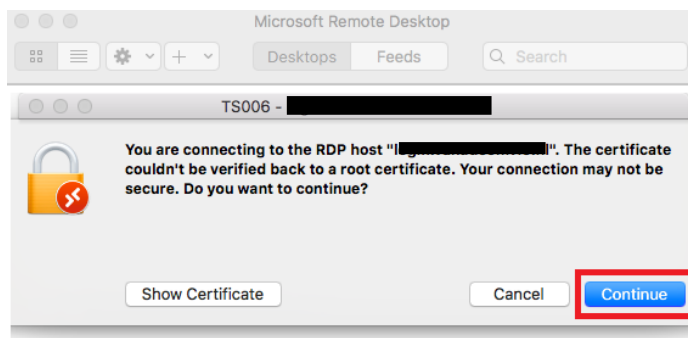 Microsoft Remote Desktop
Desktops Feeds Search
TS006 -
You are connecting to the RDP host "l". The certificate
couldn't be verified back to a root certificate. Your connection may not be
secure. Do you want to continue?
Show Certificate Cancel Continue